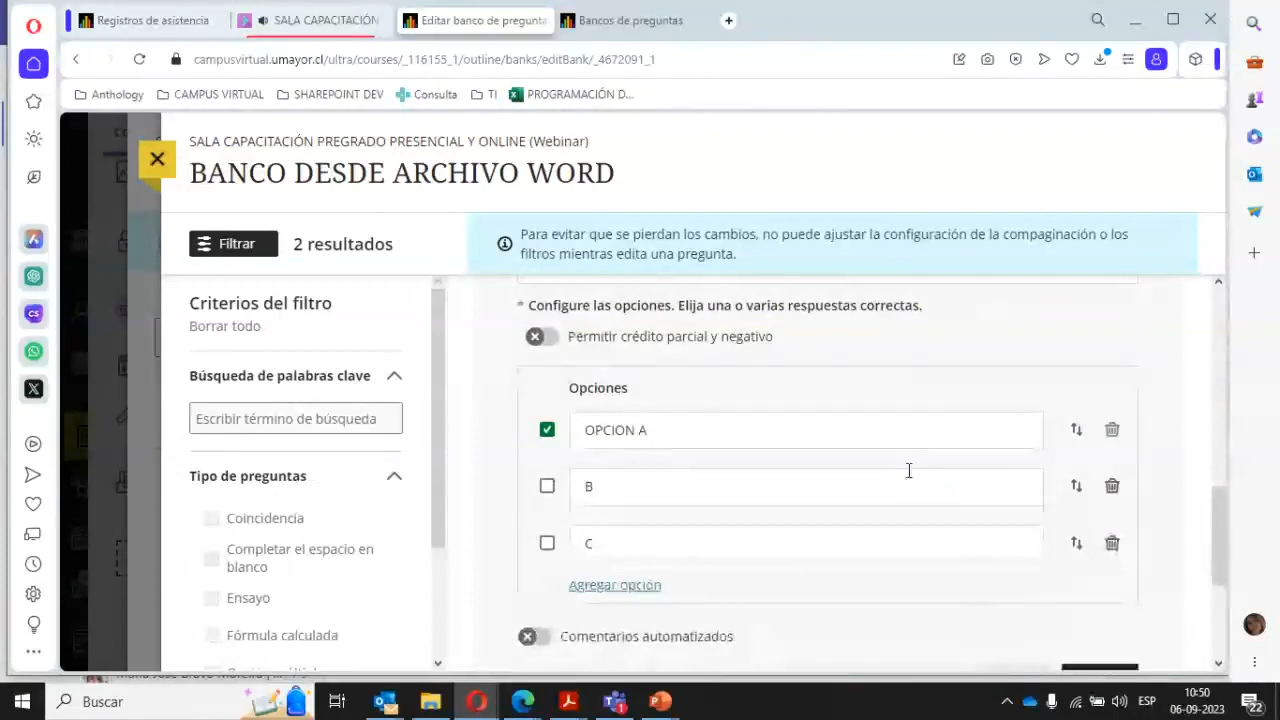 Registros de asistencia
SALA CAPACITACIÓN
Editar banco de pregunta
Bancos de preguntas
campusvirtual.umayor.cl/ultra/courses/_116155_1/outline/banks/editBank/_4672091_1
Anthology
CAMPUS VIRTUAL
SHAREPOINT DEV
Consulta
TI
PROGRAMACIÓN D...
SALA CAPACITACIÓN PREGRADO PRESENCIAL Y ONLINE (Webinar)
BANCO DESDE ARCHIVO WORD
Filtrar
2 resultados
Para evitar que se pierdan los cambios, no puede ajustar la configuración de la compaginación o los
filtros mientras edita una pregunta.
Criterios del filtro
Borrar todo
Búsqueda de palabras clave
Escribir término de búsqueda
Tipo de preguntas
Coincidencia
Completar el espacio en
blanco
Ensayo
Fórmula calculada
* Configure las opciones. Elija una o varias respuestas correctas.
Permitir crédito parcial y negativo
Opciones
OPCION A
B
C
Agregar opción
Comentarios automatizados
CS
Buscar
1
ESP
10:50
06-09-2023
22